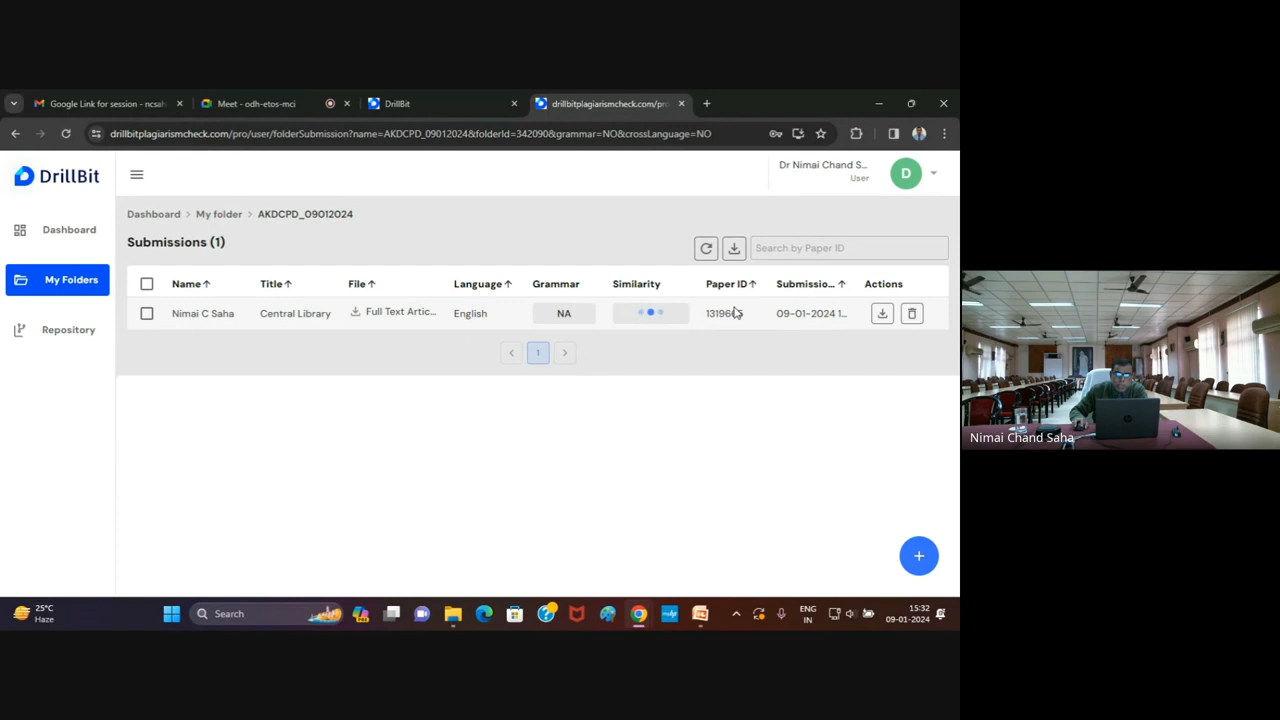 Google Link for session - ncsah
Meet - odh-etos-mci
DrillBit
drillbitplagiarismcheck.com/pr
drillbitplagiarismcheck.com/pro/user/folderSubmission?name=AKDCPD_09012024&folderId=342090&grammar=NO&crossLanguage=NO
DrillBit
Dr Nimai Chand S...
User
D
Dashboard
My Folders
Repository
Dashboard > My folder > AKDCPD_09012024
Submissions (1)
Search by Paper ID
Name Title File Language Grammar Similarity Paper ID Submissio... Actions
Nimai C Saha Central Library Full Text Artic... English NA 09-01-2024 1...
1
Nimai Chand Saha
25°C
Haze
Search
ENG
IN
15:32
09-01-2024